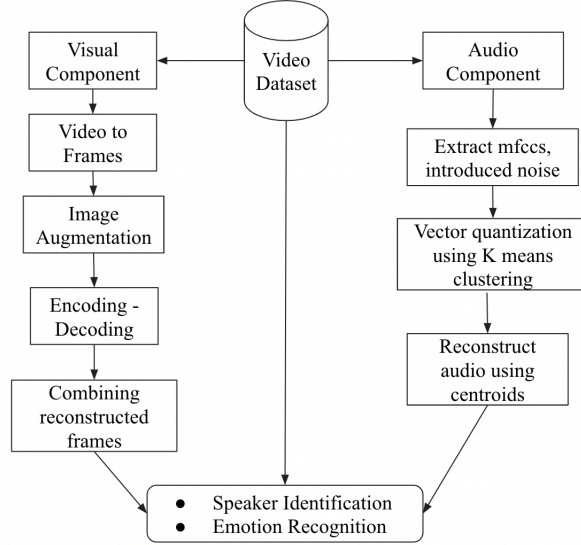 Video
Dataset
Visual
Component
Video to
Frames
Image
Augmentation
Encoding -
Decoding
Combining
reconstructed
frames
Audio
Component
Extract mfccs,
introduced noise
Vector quantization
using K means
clustering
Reconstruct
audio using
centroids
● Speaker Identification
● Emotion Recognition